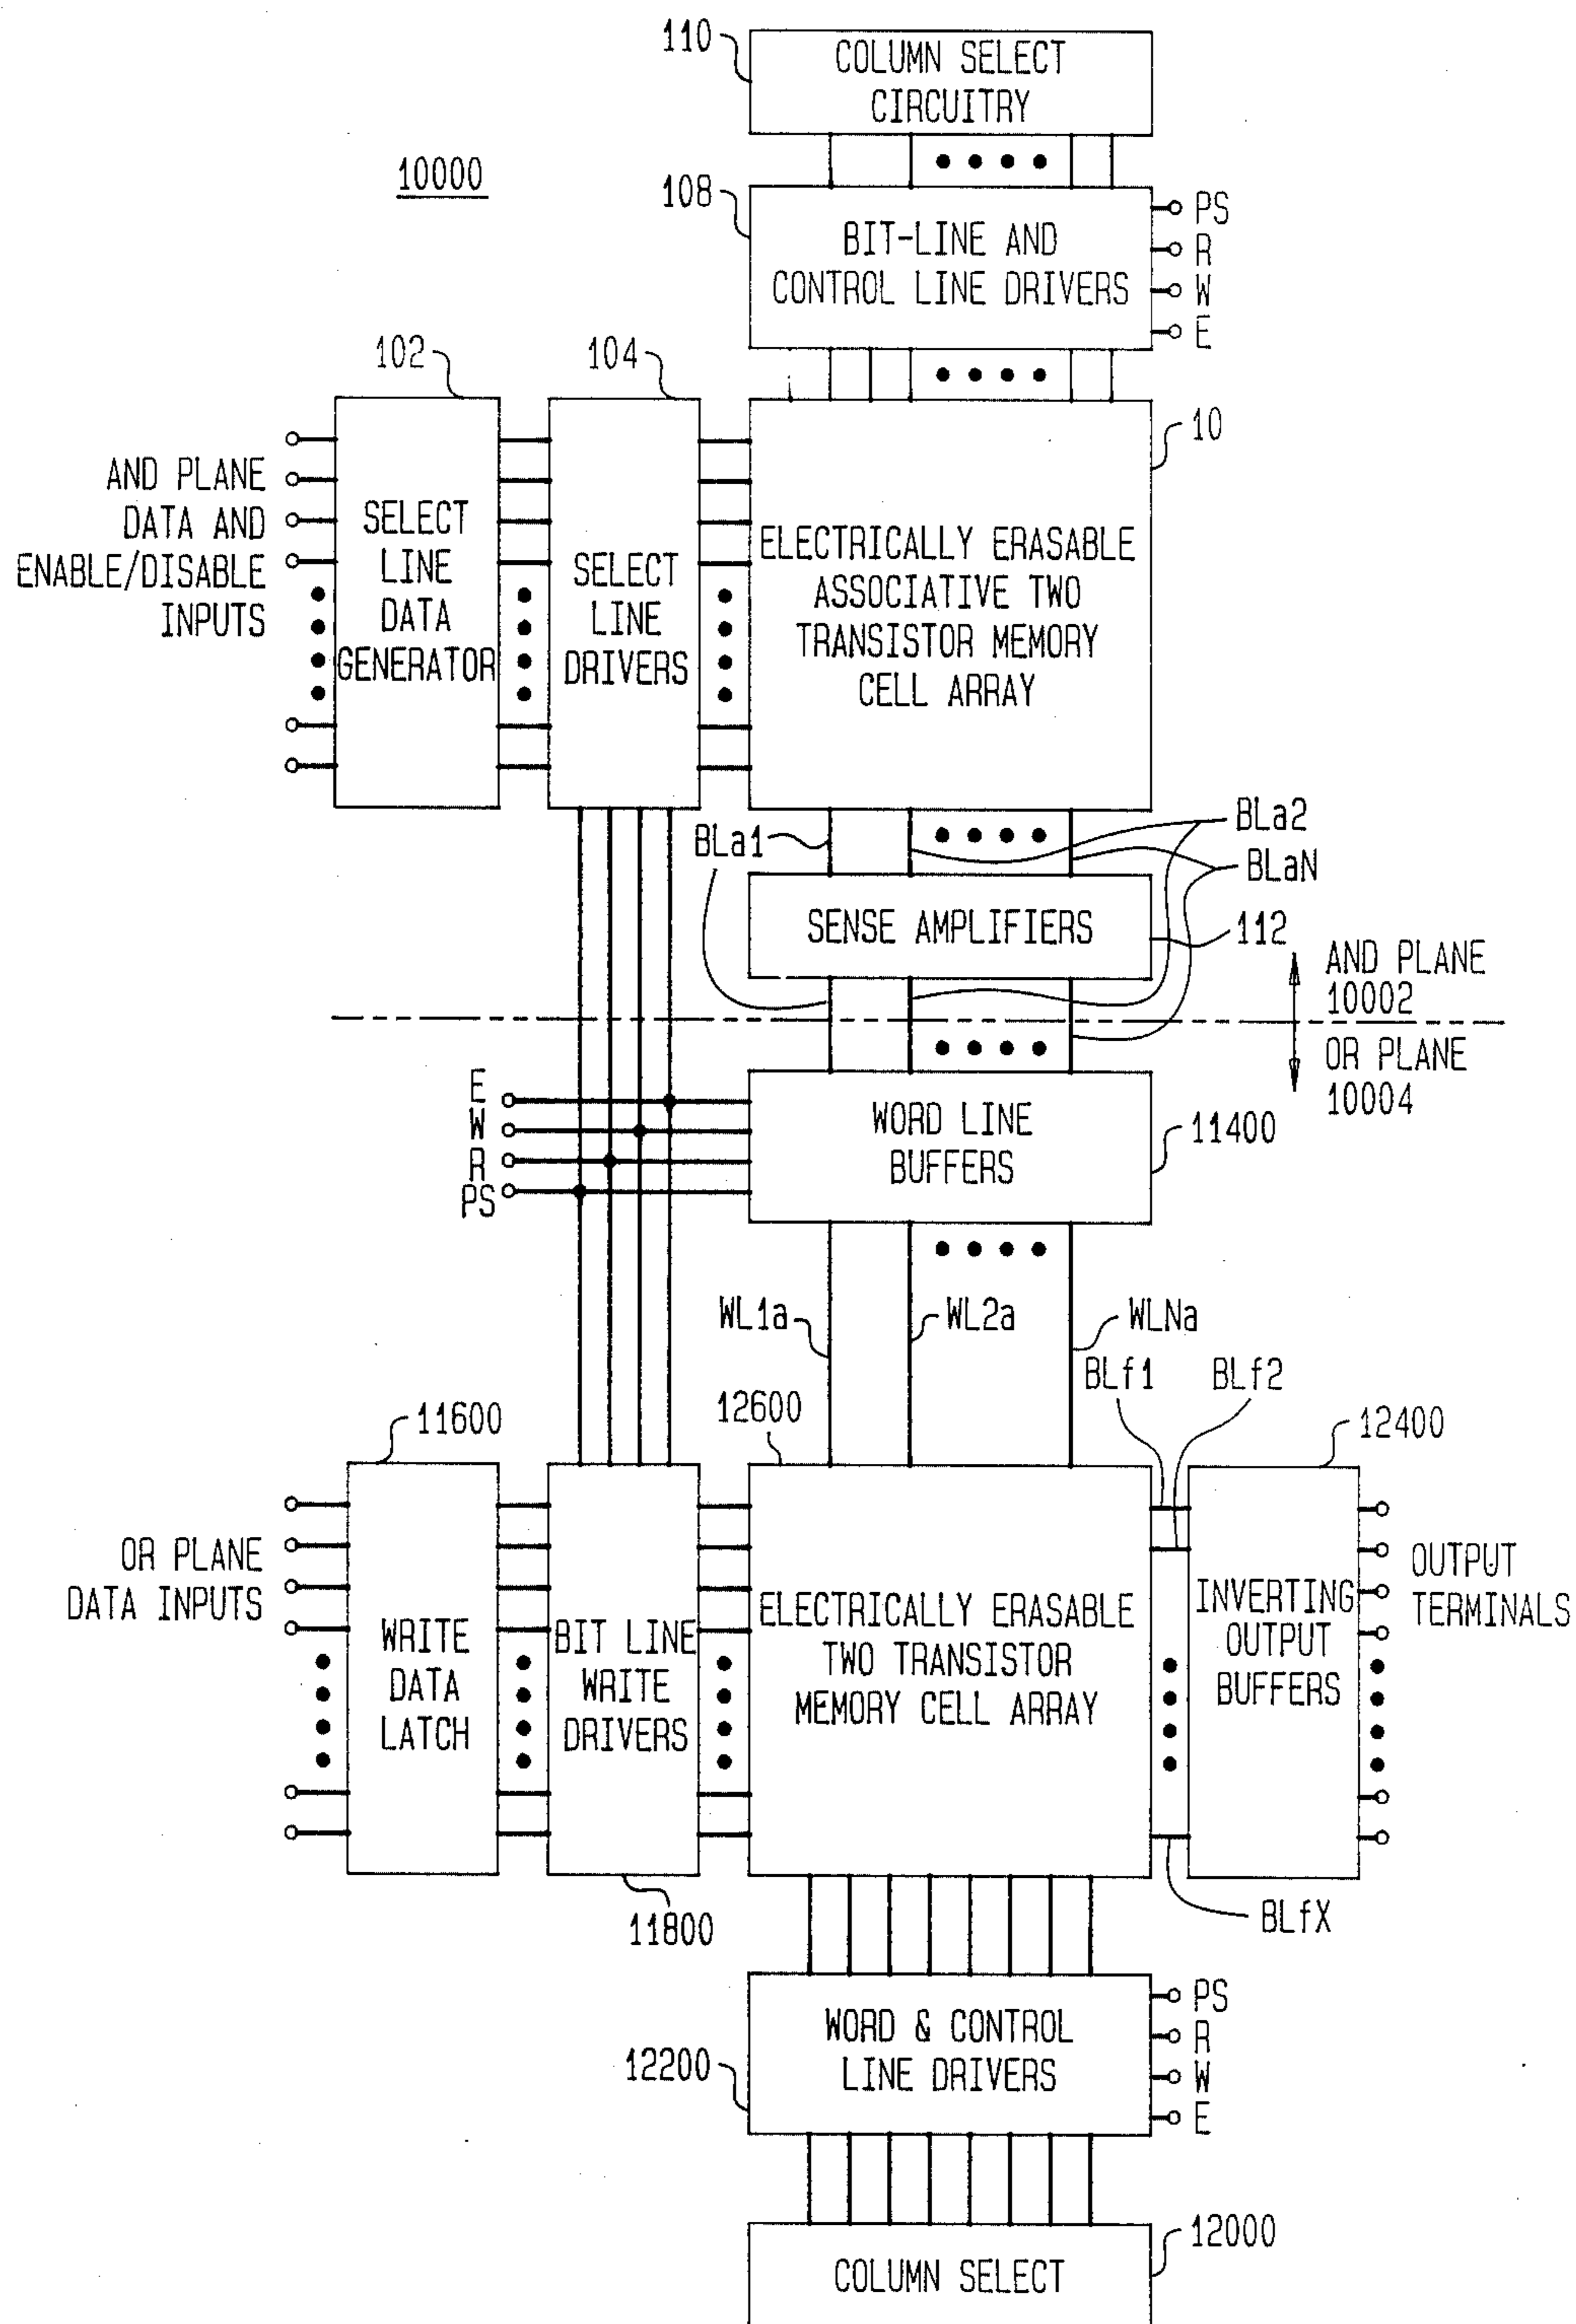 110
COLUMN SELECT
CIRCUITRY
10000
108
BIT-LINE AND
CONTROL LINE DRIVERS
PS
R
W
E
102
104
10
AND PLANE
DATA AND
ENABLE/DISABLE
INPUTS
SELECT
LINE
DATA
GENERATOR
SELECT
LINE
DRIVERS
ELECTRICALLY ERASABLE
ASSOCIATIVE TWO
TRANSISTOR MEMORY
CELL ARRAY
BLa1
BLa2
BLaN
SENSE AMPLIFIERS
112
AND PLANE
10002
OR PLANE
10004
E
W
R
PS
WORD LINE
BUFFERS
11400
WL1a
WL2a
WLNa
BLf1
BLf2
11600
12600
12400
OR PLANE
DATA INPUTS
WRITE
DATA
LATCH
BIT LINE
WRITE
DRIVERS
ELECTRICALLY ERASABLE
TWO TRANSISTOR
MEMORY CELL ARRAY
INVERTING
OUTPUT
BUFFERS
OUTPUT
TERMINALS
11800
BLfX
12200
WORD & CONTROL
LINE DRIVERS
PS
R
W
E
12000
COLUMN SELECT